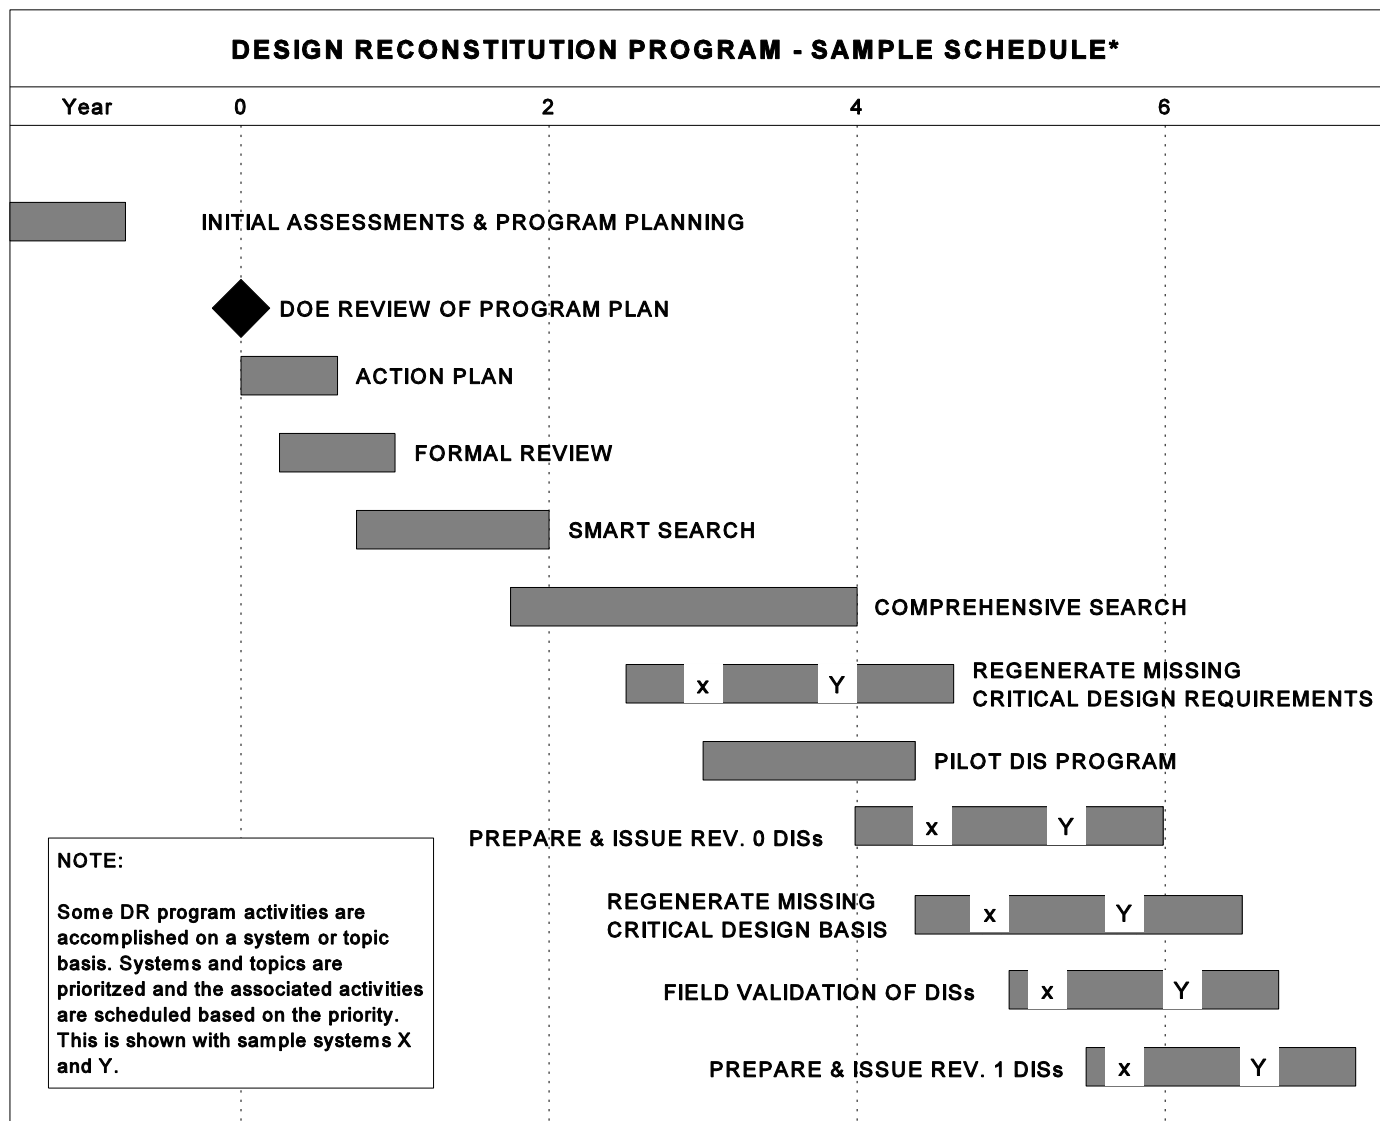 DESIGN RECONSTITUTION PROGRAM - SAMPLE SCHEDULE*
Year 0 2 4 6
INITIAL ASSESSMENTS & PROGRAM PLANNING
DOE REVIEW OF PROGRAM PLAN
ACTION PLAN
FORMAL REVIEW
SMART SEARCH
COMPREHENSIVE SEARCH
x Y
REGENERATE MISSING
CRITICAL DESIGN REQUIREMENTS
PILOT DIS PROGRAM
PREPARE & ISSUE REV. 0 DISs
x Y
REGENERATE MISSING
CRITICAL DESIGN BASIS
x Y
FIELD VALIDATION OF DISs
x Y
PREPARE & ISSUE REV. 1 DISs
x Y
NOTE:
Some DR program activities are
accomplished on a system or topic
basis. Systems and topics are
prioritzed and the associated activities
are scheduled based on the priority.
This is shown with sample systems X
and Y.